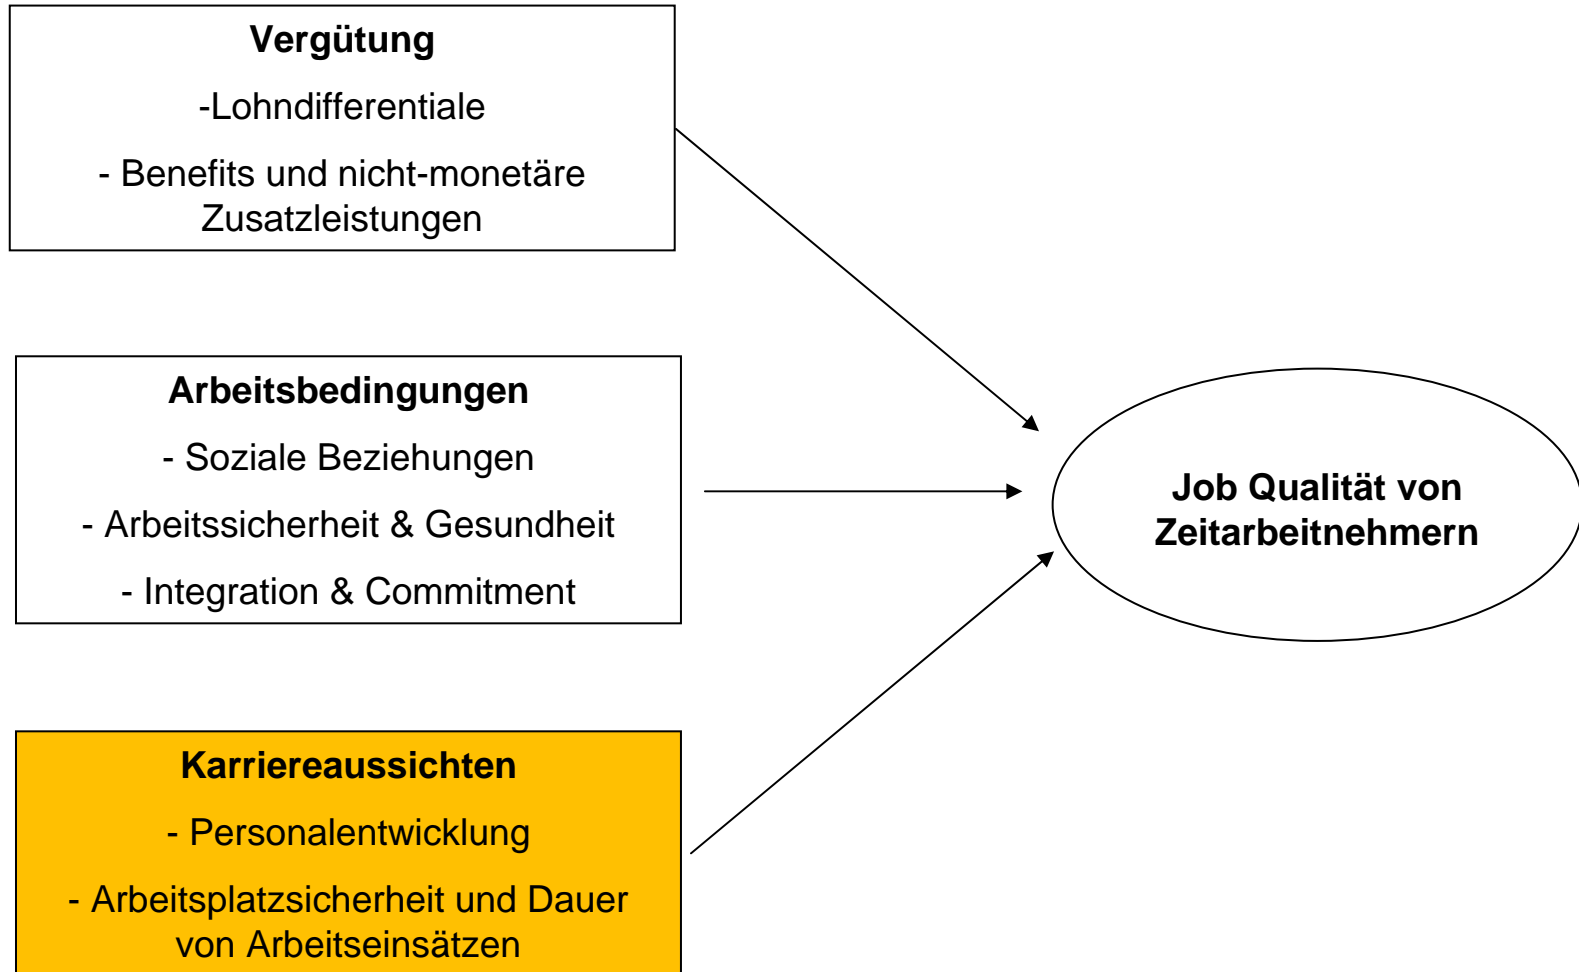 Vergütung
-Lohndifferentiale
- Benefits und nicht-monetäre
Zusatzleistungen
Arbeitsbedingungen
- Soziale Beziehungen
- Arbeitssicherheit & Gesundheit
- Integration & Commitment
Job Qualität von
Zeitarbeitnehmern
Karriereaussichten
- Personalentwicklung
- Arbeitsplatzsicherheit und Dauer
von Arbeitseinsätzen